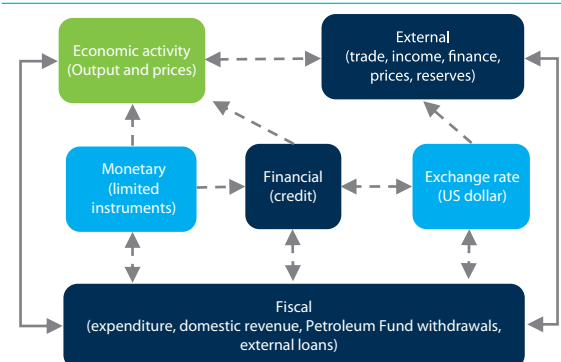 Economic activity
(Output and prices)
External
(trade, income, finance,
prices, reserves)
Monetary
(limited
instruments)
Financial
(credit)
Exchange rate
(US dollar)
Fiscal
(expenditure, domestic revenue, Petroleum Fund withdrawals,
external loans)